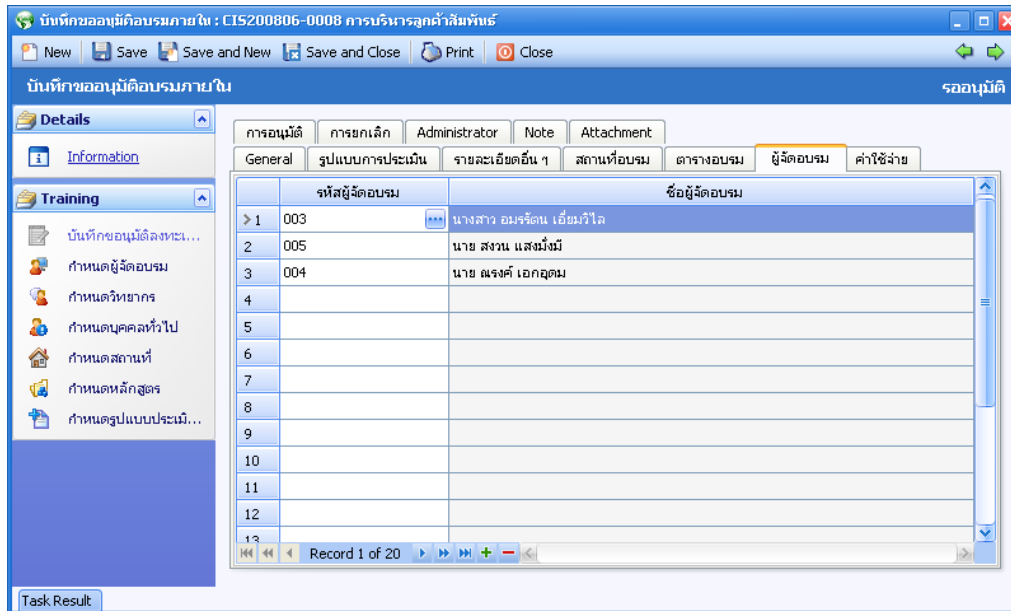 บันทึกขออนุมัติอบรมภายใน : CIS200806-0008 การบริหารลูกค้าสัมพันธ์
New Save Save and New Save and Close Print Close
บันทึกขออนุมัติอบรมภายใน รออนุมัติ
Details
Information
Training
บันทึกขอนุมัติลงทะเ...
กำหนดผู้จัดอบรม
กำหนดวิทยากร
กำหนดบุคคลทั่วไป
กำหนดสถานที่
กำหนดหลักสูตร
กำหนดรูปแบบประเมิ...
การอนุมัติ การยกเลิก Administrator Note Attachment
General รูปแบบการประเมิน รายละเอียดอื่น ๆ สถานที่อบรม ตารางอบรม ผู้จัดอบรม ค่าใช้จ่าย
รหัสผู้จัดอบรม ชื่อผู้จัดอบรม
1 003 ... นางสาว อมรรัตน เอี่ยมวิไล
2 005 นาย สงวน แสงมั่งมี
3 004 นาย ณรงค์ เอกอุดม
4
5
6
7
8
9
10
11
12
13
Record 1 of 20
Task Result